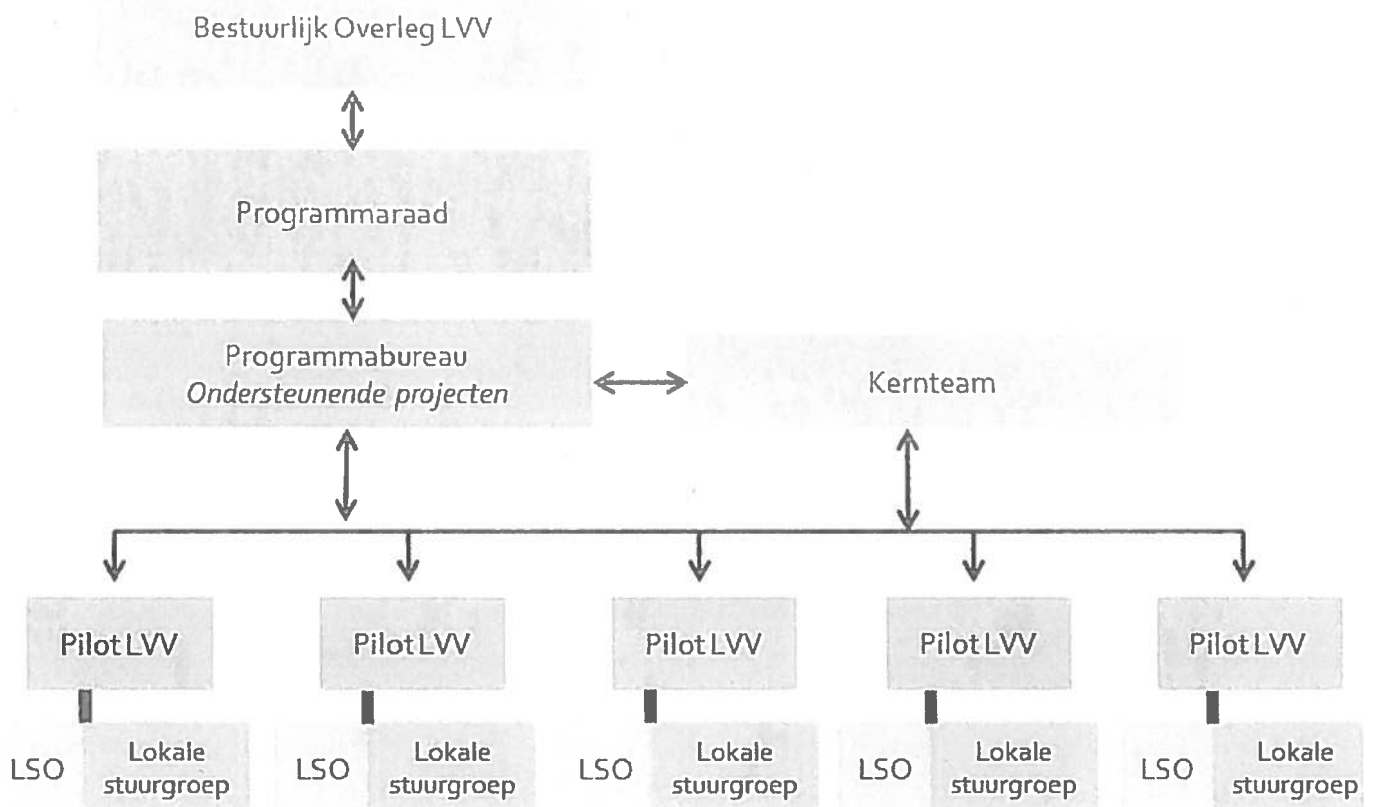 Bestuurlijk Overleg LVV
Programmaraad
Programmabureau
Ondersteunende projecten
Kernteam
Pilot LVV
Pilot LVV
Pilot LVV
Pilot LVV
Pilot LVV
LSO
Lokale
stuurgroep
LSO
Lokale
stuurgroep
LSO
Lokale
stuurgroep
LSO
Lokale
stuurgroep
LSO
Lokale
stuurgroep